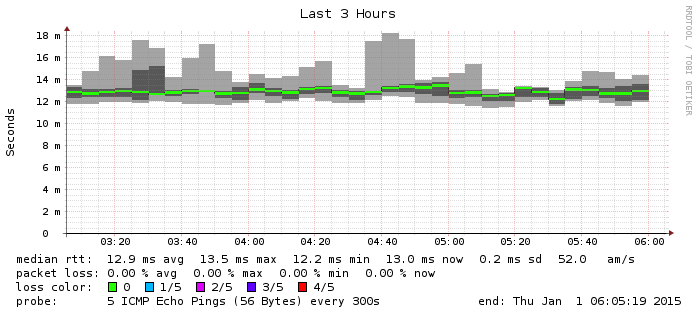 Last 3 Hours
RRDTOOL / TOBI OETIKER
Seconds
18 m
16 m
14 m
12 m
10 m
8 m
6 m
4 m
2 m
0
03:20 03:40 04:00 04:20 04:40 05:00 05:20 05:40 06:00
median rtt: 12.9 ms avg 13.5 ms max 12.2 ms min 13.0 ms now 0.2 ms sd 52.0 am/s
packet loss: 0.00 % avg 0.00 % max 0.00 % min 0.00 % now
loss color: 0 1/5 2/5 3/5 4/5
probe: 5 ICMP Echo Pings (56 Bytes) every 300s end: Thu Jan 1 06:05:19 2015